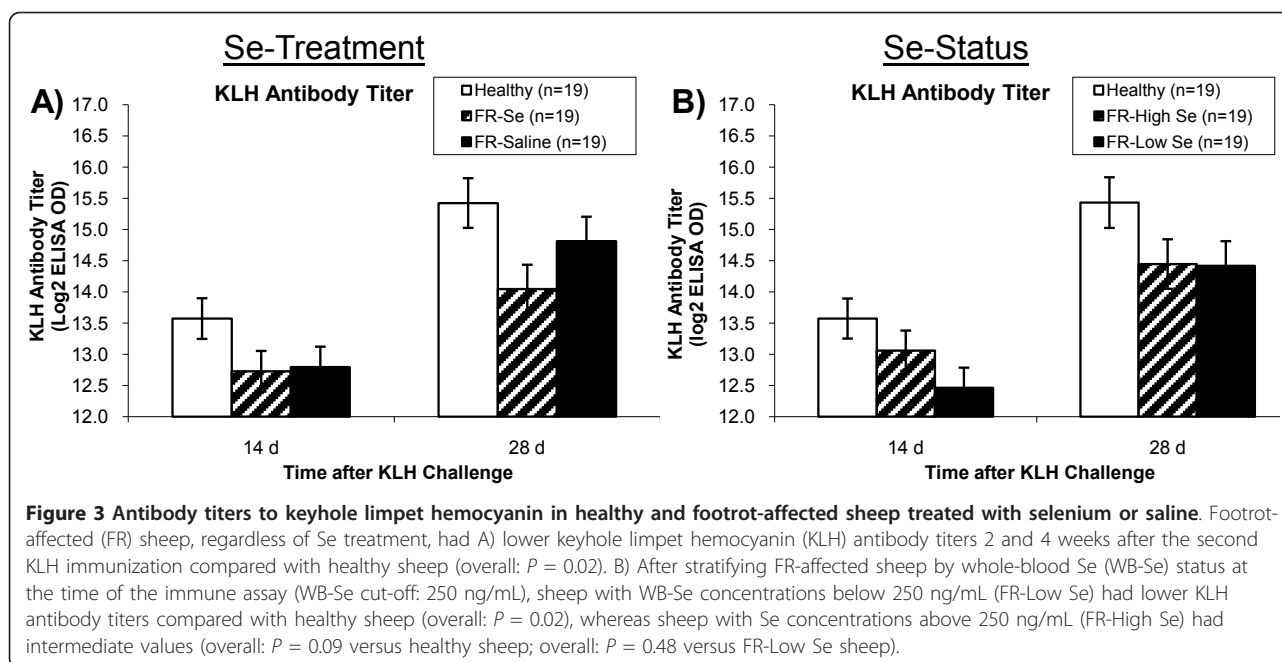 Se-Treatment
A)
KLH Antibody Titer
Healthy (n=19)
FR-Se (n=19)
FR-Saline (n=19)
KLH Antibody Titer
(Log2 ELISA OD)
17.0
16.5
16.0
15.5
15.0
14.5
14.0
13.5
13.0
12.5
12.0
14 d
28 d
Time after KLH Challenge
Se-Status
B)
KLH Antibody Titer
Healthy (n=19)
FR-High Se (n=19)
FR-Low Se (n=19)
KLH Antibody Titer
(log2 ELISA OD)
17.0
16.5
16.0
15.5
15.0
14.5
14.0
13.5
13.0
12.5
12.0
14 d
28 d
Time after KLH Challenge
Figure 3 Antibody titers to keyhole limpet hemocyanin in healthy and footrot-affected sheep treated with selenium or saline. Footrot-
affected (FR) sheep, regardless of Se treatment, had A) lower keyhole limpet hemocyanin (KLH) antibody titers 2 and 4 weeks after the second
KLH immunization compared with healthy sheep (overall: P = 0.02). B) After stratifying FR-affected sheep by whole-blood Se (WB-Se) status at
the time of the immune assay (WB-Se cut-off: 250 ng/mL), sheep with WB-Se concentrations below 250 ng/mL (FR-Low Se) had lower KLH
antibody titers compared with healthy sheep (overall: P = 0.02), whereas sheep with Se concentrations above 250 ng/mL (FR-High Se) had
intermediate values (overall: P = 0.09 versus healthy sheep; overall: P = 0.48 versus FR-Low Se sheep).